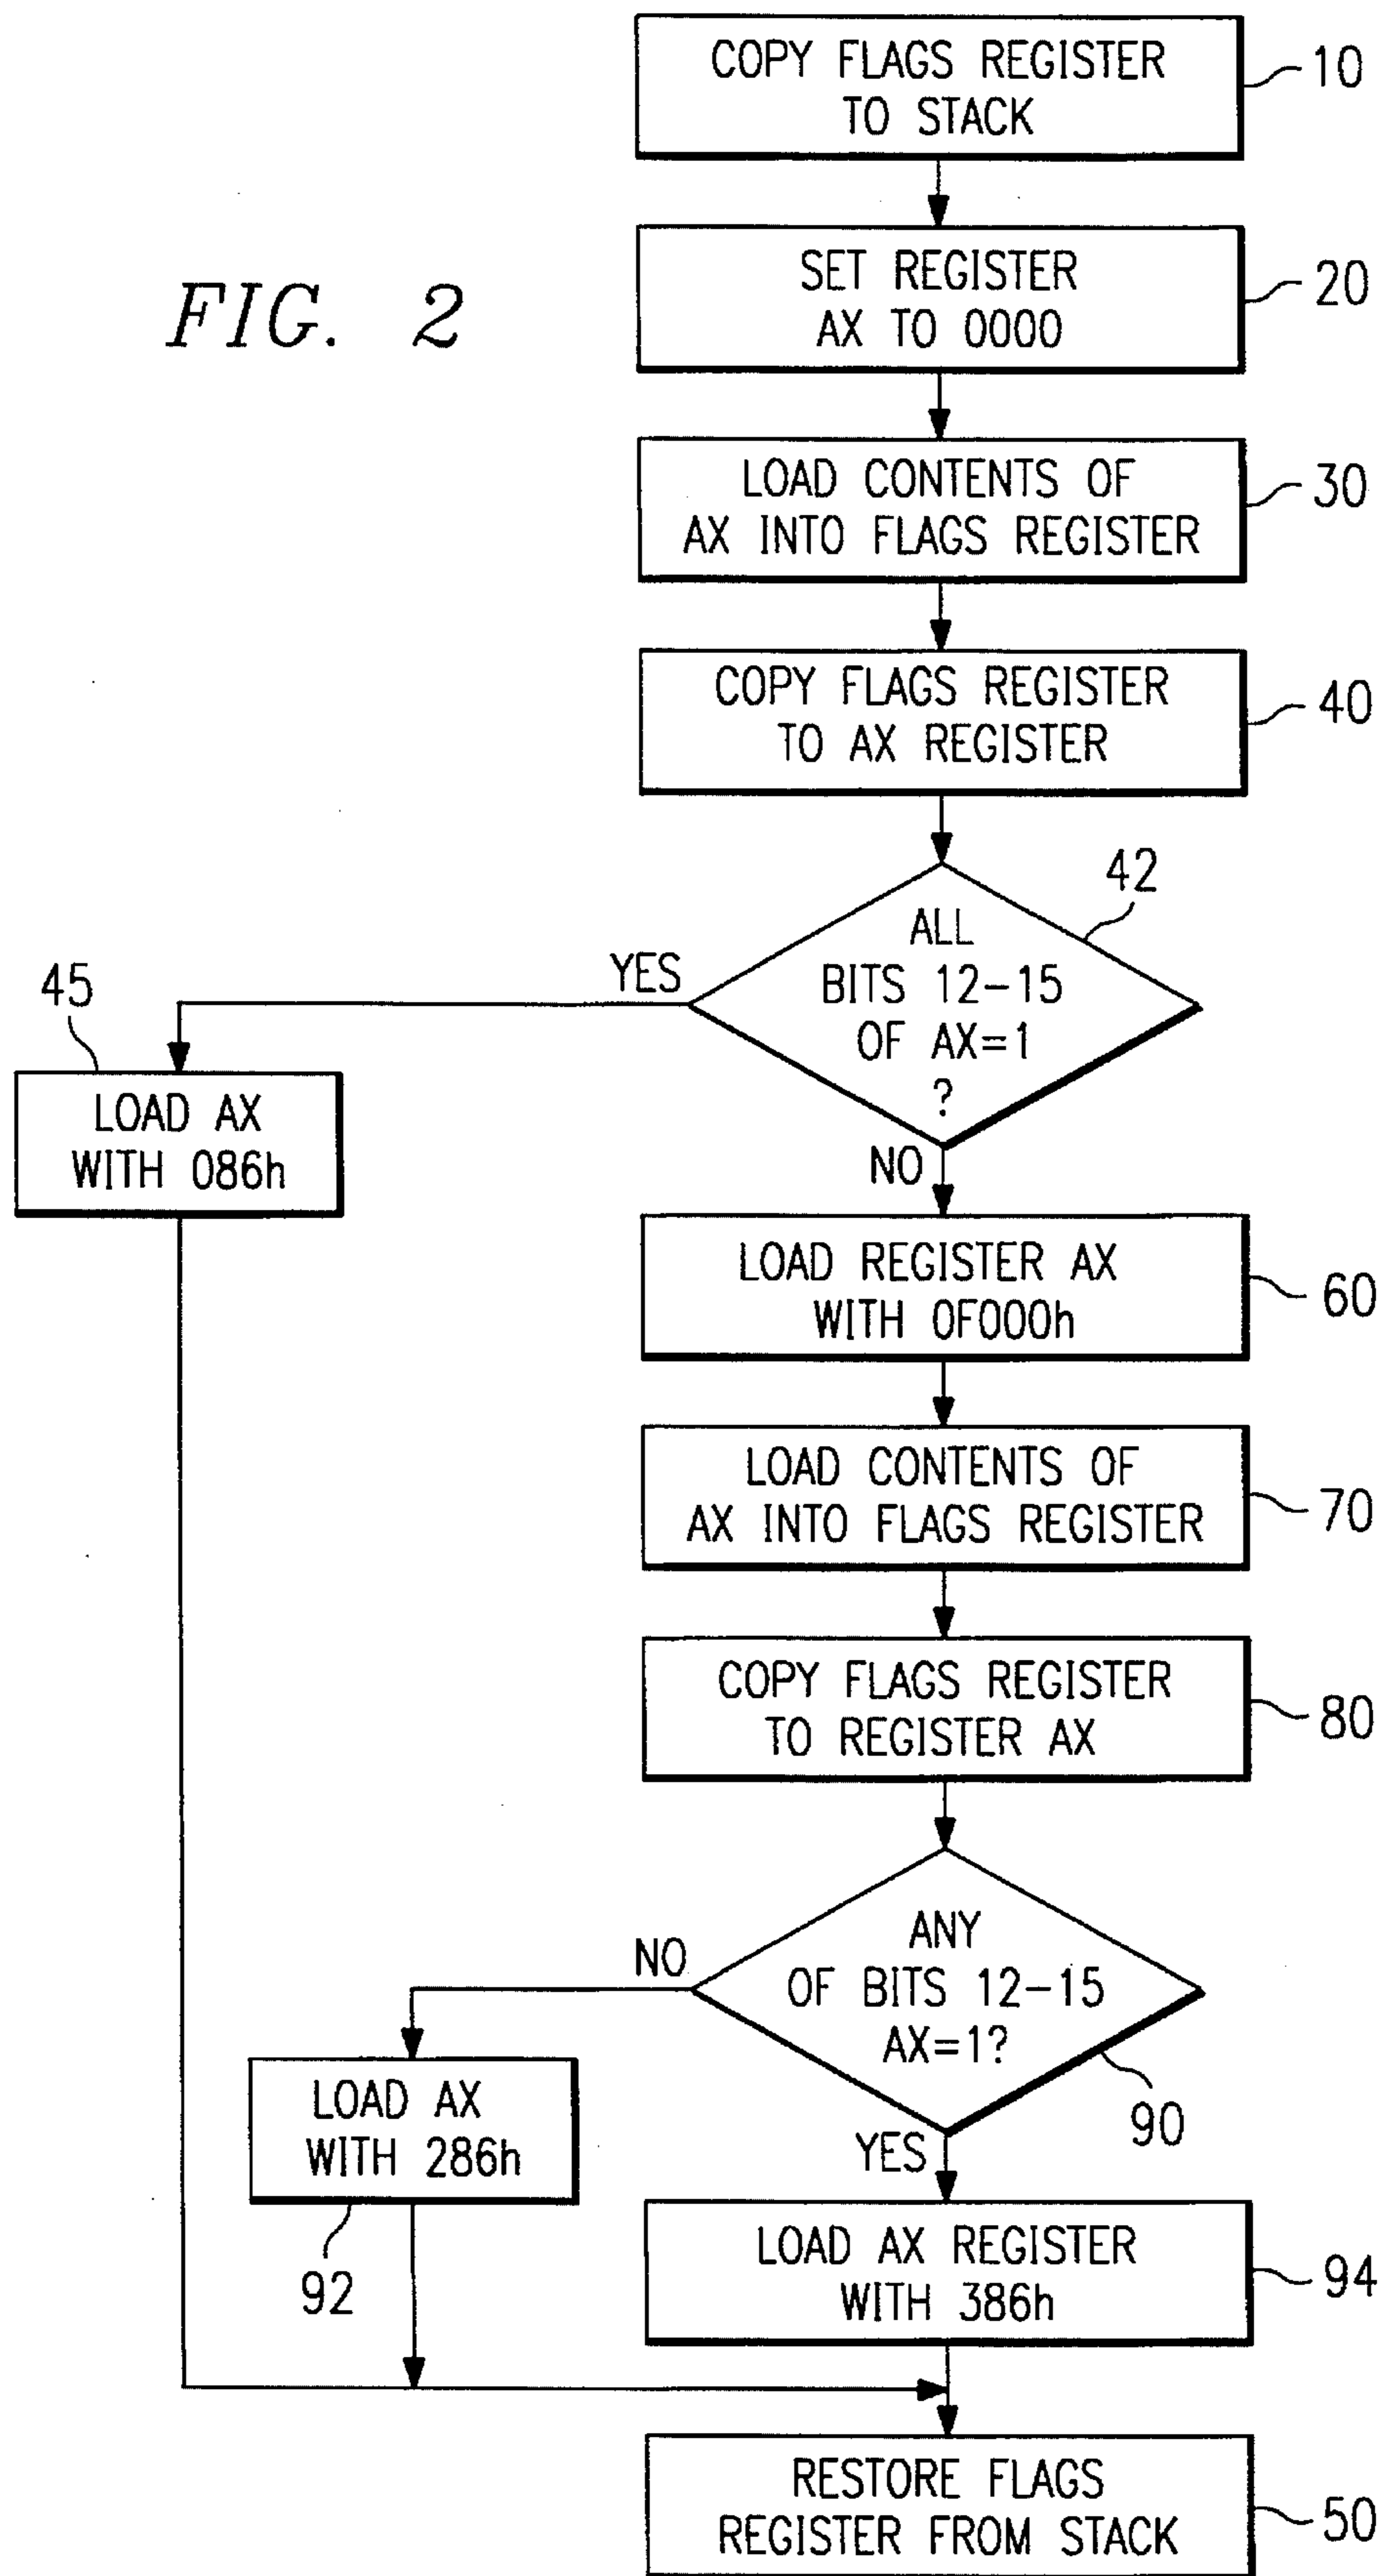 COPY FLAGS REGISTER
TO STACK
10
FIG. 2
SET REGISTER
AX TO 0000
20
LOAD CONTENTS OF
AX INTO FLAGS REGISTER
30
COPY FLAGS REGISTER
TO AX REGISTER
40
42
ALL
BITS 12-15
OF AX=1
?
YES
45
LOAD AX
WITH 086h
NO
LOAD REGISTER AX
WITH 0F000h
60
LOAD CONTENTS OF
AX INTO FLAGS REGISTER
70
COPY FLAGS REGISTER
TO REGISTER AX
80
ANY
OF BITS 12-15
AX=1?
NO
90
LOAD AX
WITH 286h
92
YES
LOAD AX REGISTER
WITH 386h
94
RESTORE FLAGS
REGISTER FROM STACK
50